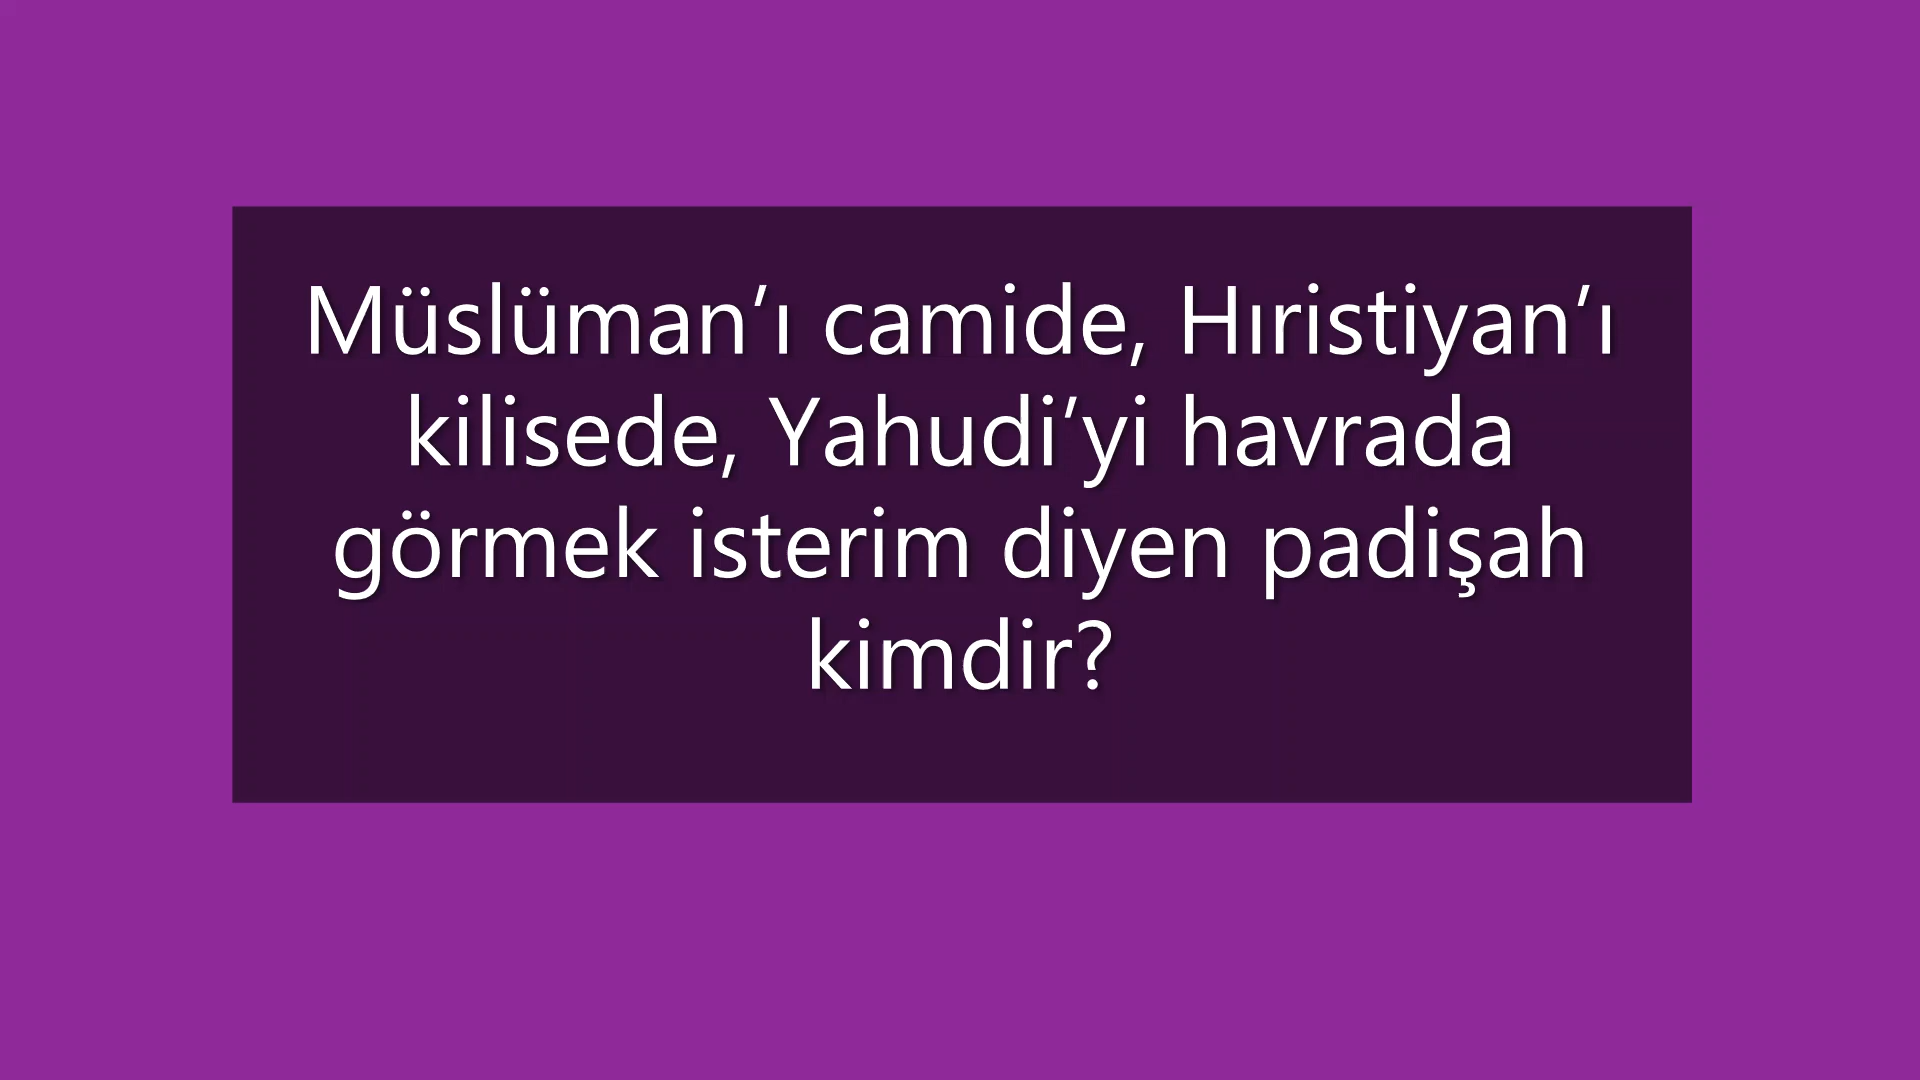 Müslüman’ı camide, Hıristiyan’ı
kilisede, Yahudi’yi havrada
görmek isterim diyen padişah
kimdir?